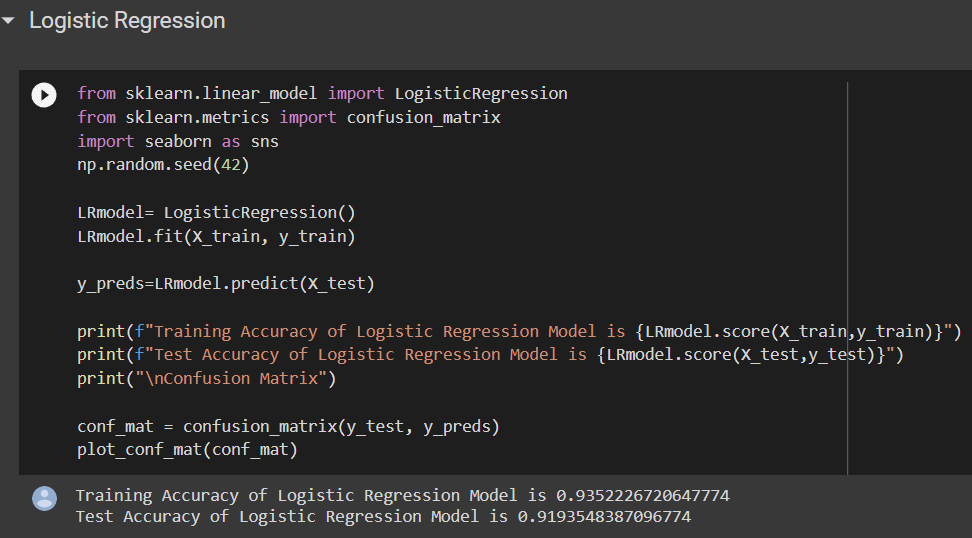 Logistic Regression
from sklearn.linear_model import LogisticRegression
from sklearn.metrics import confusion_matrix
import seaborn as sns
np.random.seed(42)
LRmodel= LogisticRegression()
LRmodel.fit(X_train, y_train)
y_preds=LRmodel.predict(X_test)
print(f"Training Accuracy of Logistic Regression Model is {LRmodel.score(X_train,y_train)}")
print(f"Test Accuracy of Logistic Regression Model is {LRmodel.score(X_test,y_test)}")
print("\nConfusion Matrix")
conf_mat = confusion_matrix(y_test, y_preds)
plot_conf_mat(conf_mat)
Training Accuracy of Logistic Regression Model is 0.9352226720647774
Test Accuracy of Logistic Regression Model is 0.9193548387096774